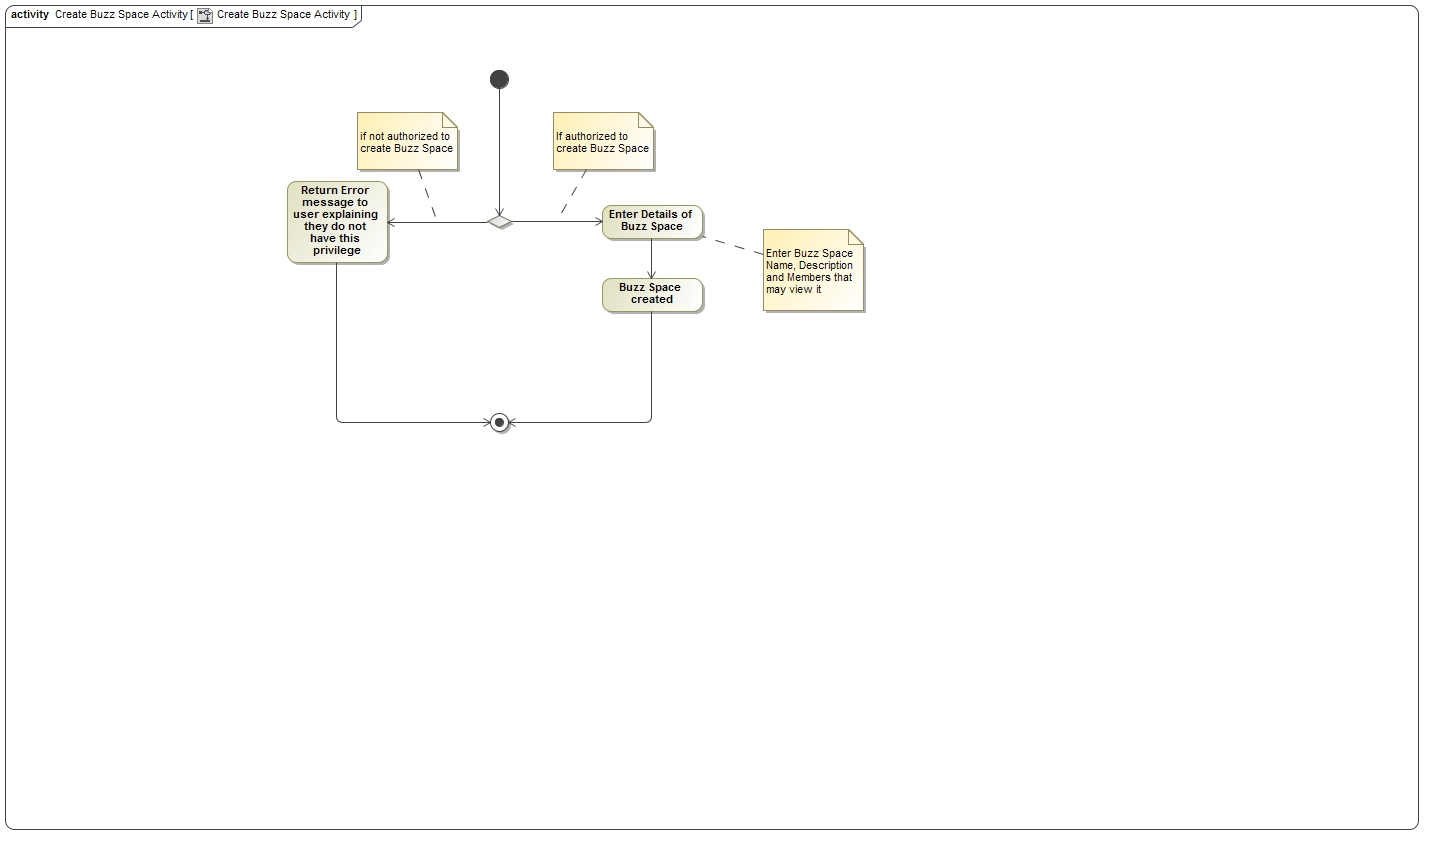 activity Create Buzz Space Activity [ Create Buzz Space Activity ]
if not authorized to
create Buzz Space
If authorized to
create Buzz Space
Return Error
message to
user explaining
they do not
have this
privilege
Enter Details of
Buzz Space
Enter Buzz Space
Name, Description
and Members that
may view it
Buzz Space
created